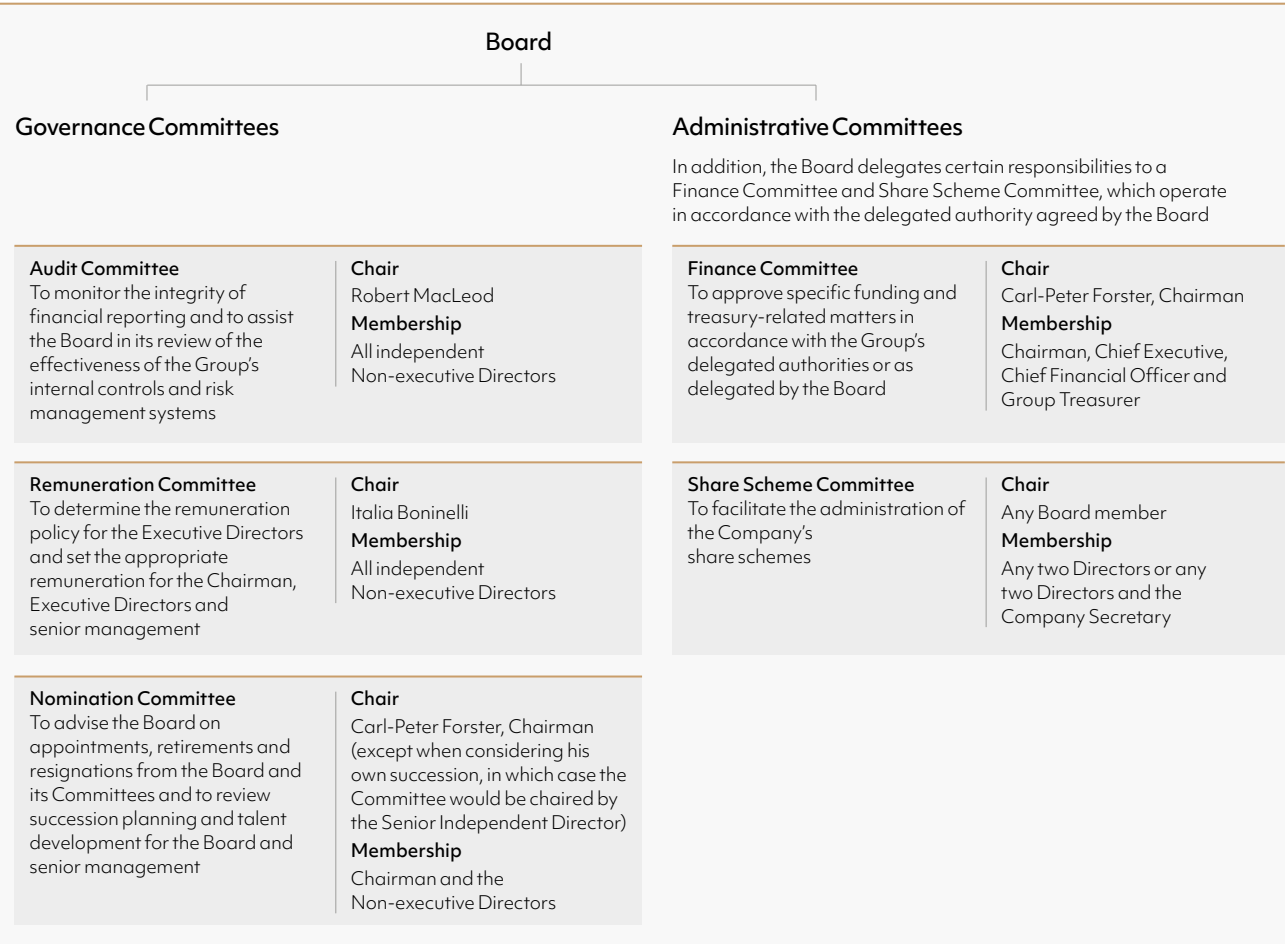 Board
Governance Committees
Audit Committee
To monitor the integrity of
financial reporting and to assist
the Board in its review of the
effectiveness of the Group's
internal controls and risk
management systems
Chair
Robert MacLeod
Membership
All independent
Non-executive Directors
Remuneration Committee
To determine the remuneration
policy for the Executive Directors
and set the appropriate
remuneration for the Chairman,
Executive Directors and
senior management
Chair
Italia Boninelli
Membership
All independent
Non-executive Directors
Nomination Committee
To advise the Board on
appointments, retirements and
resignations from the Board and
its Committees and to review
succession planning and talent
development for the Board and
senior management
Chair
Carl-Peter Forster, Chairman
(except when considering his
own succession, in which case the
Committee would be chaired by
the Senior Independent Director)
Membership
Chairman and the
Non-executive Directors
Administrative Committees
In addition, the Board delegates certain responsibilities to a
Finance Committee and Share Scheme Committee, which operate
in accordance with the delegated authority agreed by the Board
Finance Committee
To approve specific funding and
treasury-related matters in
accordance with the Group's
delegated authorities or as
delegated by the Board
Chair
Carl-Peter Forster, Chairman
Membership
Chairman, Chief Executive,
Chief Financial Officer and
Group Treasurer
Share Scheme Committee
To facilitate the administration of
the Company's
share schemes
Chair
Any Board member
Membership
Any two Directors or any
two Directors and the
Company Secretary